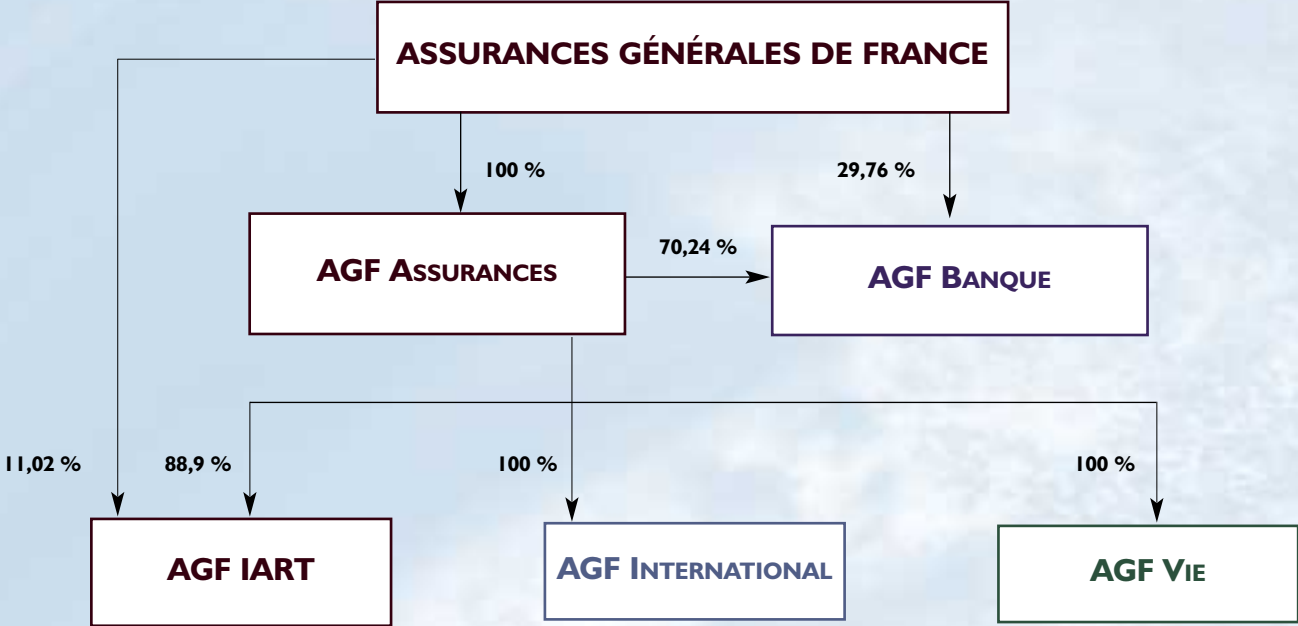 ASSURANCES GÉNÉRALES DE FRANCE
100 %
29,76 %
AGF ASSURANCES
70,24 %
AGF BANQUE
11,02 %
88,9 %
100 %
100 %
AGF IART
AGF INTERNATIONAL
AGF VIE